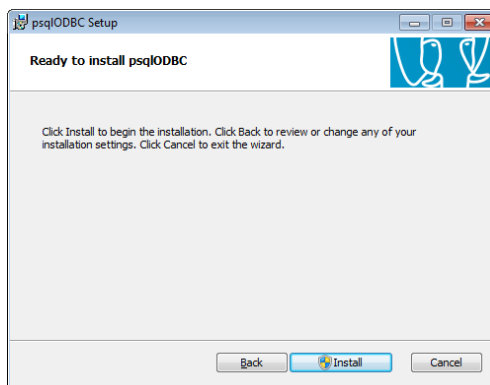 psqlODBC Setup
Ready to install psqlODBC
Click Install to begin the installation. Click Back to review or change any of your
installation settings. Click Cancel to exit the wizard.
Back
Install
Cancel